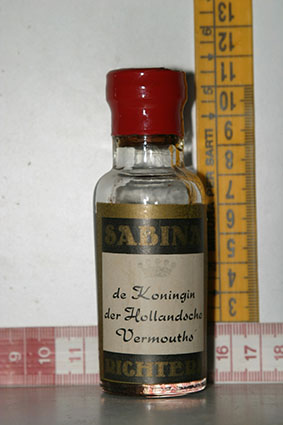 SABINA
de Koningin
der Hollandsche
Vermouths'
RICHTER
13
12
11
10
9
8
7
6
5
4
3
9 10 11 16 17 18